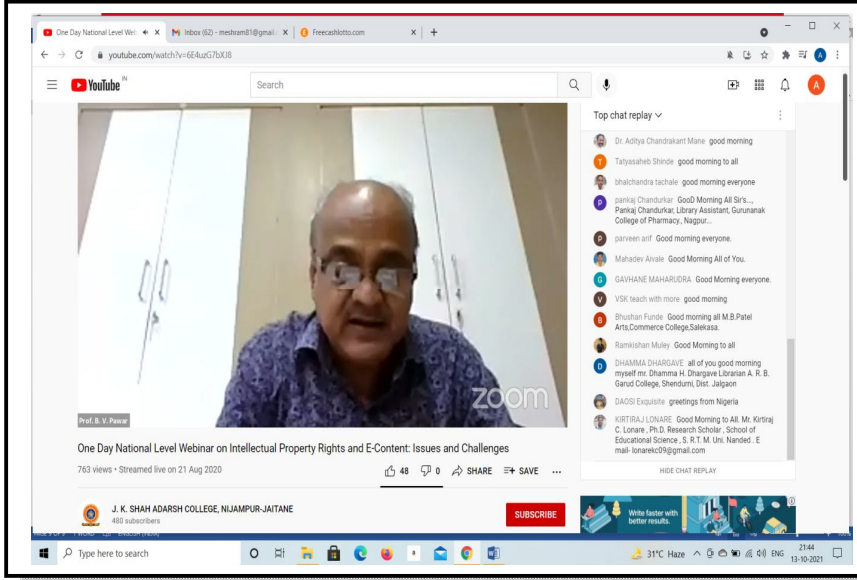 One Day National Level Web
Inbox (62) - meshram81@gmail.
Freecashlotto.com
youtube.com/watch?v=6E4uzG7bXJ8
A
YouTube IN
Search
A
Top chat replay
Dr. Aditya Chandrakant Mane good morning
T Tatyasaheb Shinde good morning to all
bhalchandra tachale good morning everyone
P pankaj Chandurkar GooD Morning All Sir's...,
Pankaj Chandurkar, Library Assistant, Gurunanak
College of Pharmacy., Nagpur...
P parveen arif Good morning everyone.
Mahadev Aivale Good Morning All of You.
G GAVHANE MAHARUDRA Good Morning everyone.
V VSK teach with more good morning
B Bhushan Funde Good morning all M.B.Patel
Arts,Commerce College,Salekasa.
Ramkishan Muley Good Morning to all
D DHAMMA DHARGAVE all of you good morning
myself mr. Dhamma H. Dhargave Librarian A. R. B.
Garud College, Shendurni, Dist. Jalgaon
DAOSI Exquisite greetings from Nigeria
KIRTIRAJ LONARE Good Morning to All. Mr. Kirtiraj
C. Lonare , Ph.D. Research Scholar , School of
Educational Science , S. R.T. M. Uni. Nanded . E
mail- lonarekc09@gmail.com
HIDE CHAT REPLAY
zoom
Prof. B. V. Pawar
One Day National Level Webinar on Intellectual Property Rights and E-Content: Issues and Challenges
763 views • Streamed live on 21 Aug 2020
48 0 SHARE SAVE
J. K. SHAH ADARSH COLLEGE, NIJAMPUR-JAITANE
480 subscribers
SUBSCRIBE
Write faster with
better results.
Type here to search
31°C Haze
ENG
21:44
13-10-2021